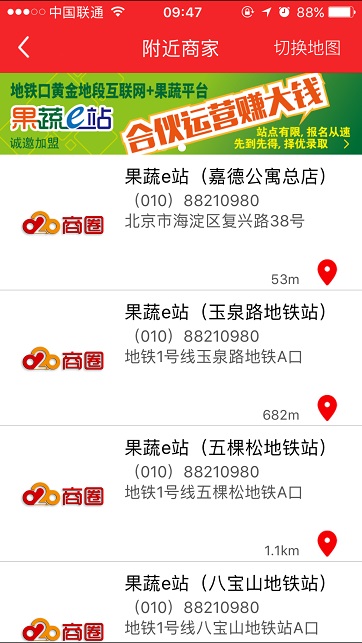 中国联通 09:47 88%
附近商家 切换地图
地铁口黄金地段互联网+果蔬平台
果蔬e站
诚邀加盟
合伙运营赚大钱
站点有限,报名从速
先到先得,择优录取
果蔬e站（嘉德公寓总店）
（010）88210980
北京市海淀区复兴路38号
o2o商圈
53m
果蔬e站（玉泉路地铁站）
（010）88210980
地铁1号线玉泉路地铁A口
o2o商圈
682m
果蔬e站（五棵松地铁站）
（010）88210980
地铁1号线五棵松地铁A口
o2o商圈
1.1km
果蔬e站（八宝山地铁站）
（010）88210980
地铁1号线八宝山地铁A口
o2o商圈